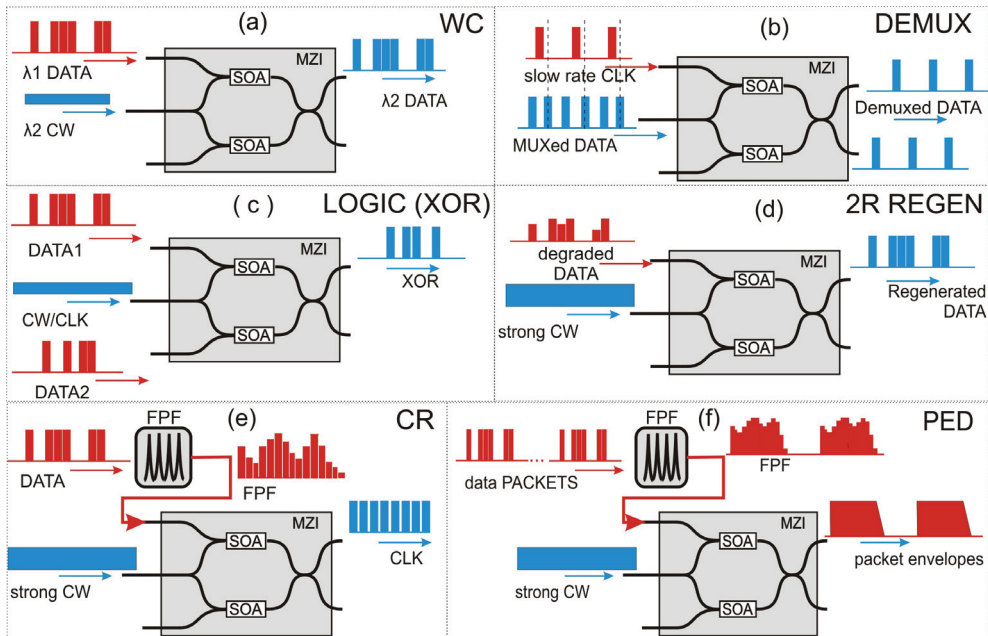 (a)
WC
MZI
λ1 DATA
SOA
λ2 DATA
λ2 CW
SOA
(b)
DEMUX
MZI
slow rate CLK
SOA
Demuxed DATA
MUXed DATA
SOA
( c )
LOGIC (XOR)
MZI
DATA1
SOA
XOR
CW/CLK
SOA
DATA2
(d)
2R REGEN
MZI
degraded
DATA
SOA
Regenerated
DATA
strong CW
SOA
(e)
CR
FPF
DATA
FPF
MZI
SOA
CLK
strong CW
SOA
(f)
PED
FPF
data PACKETS
FPF
MZI
SOA
packet envelopes
strong CW
SOA